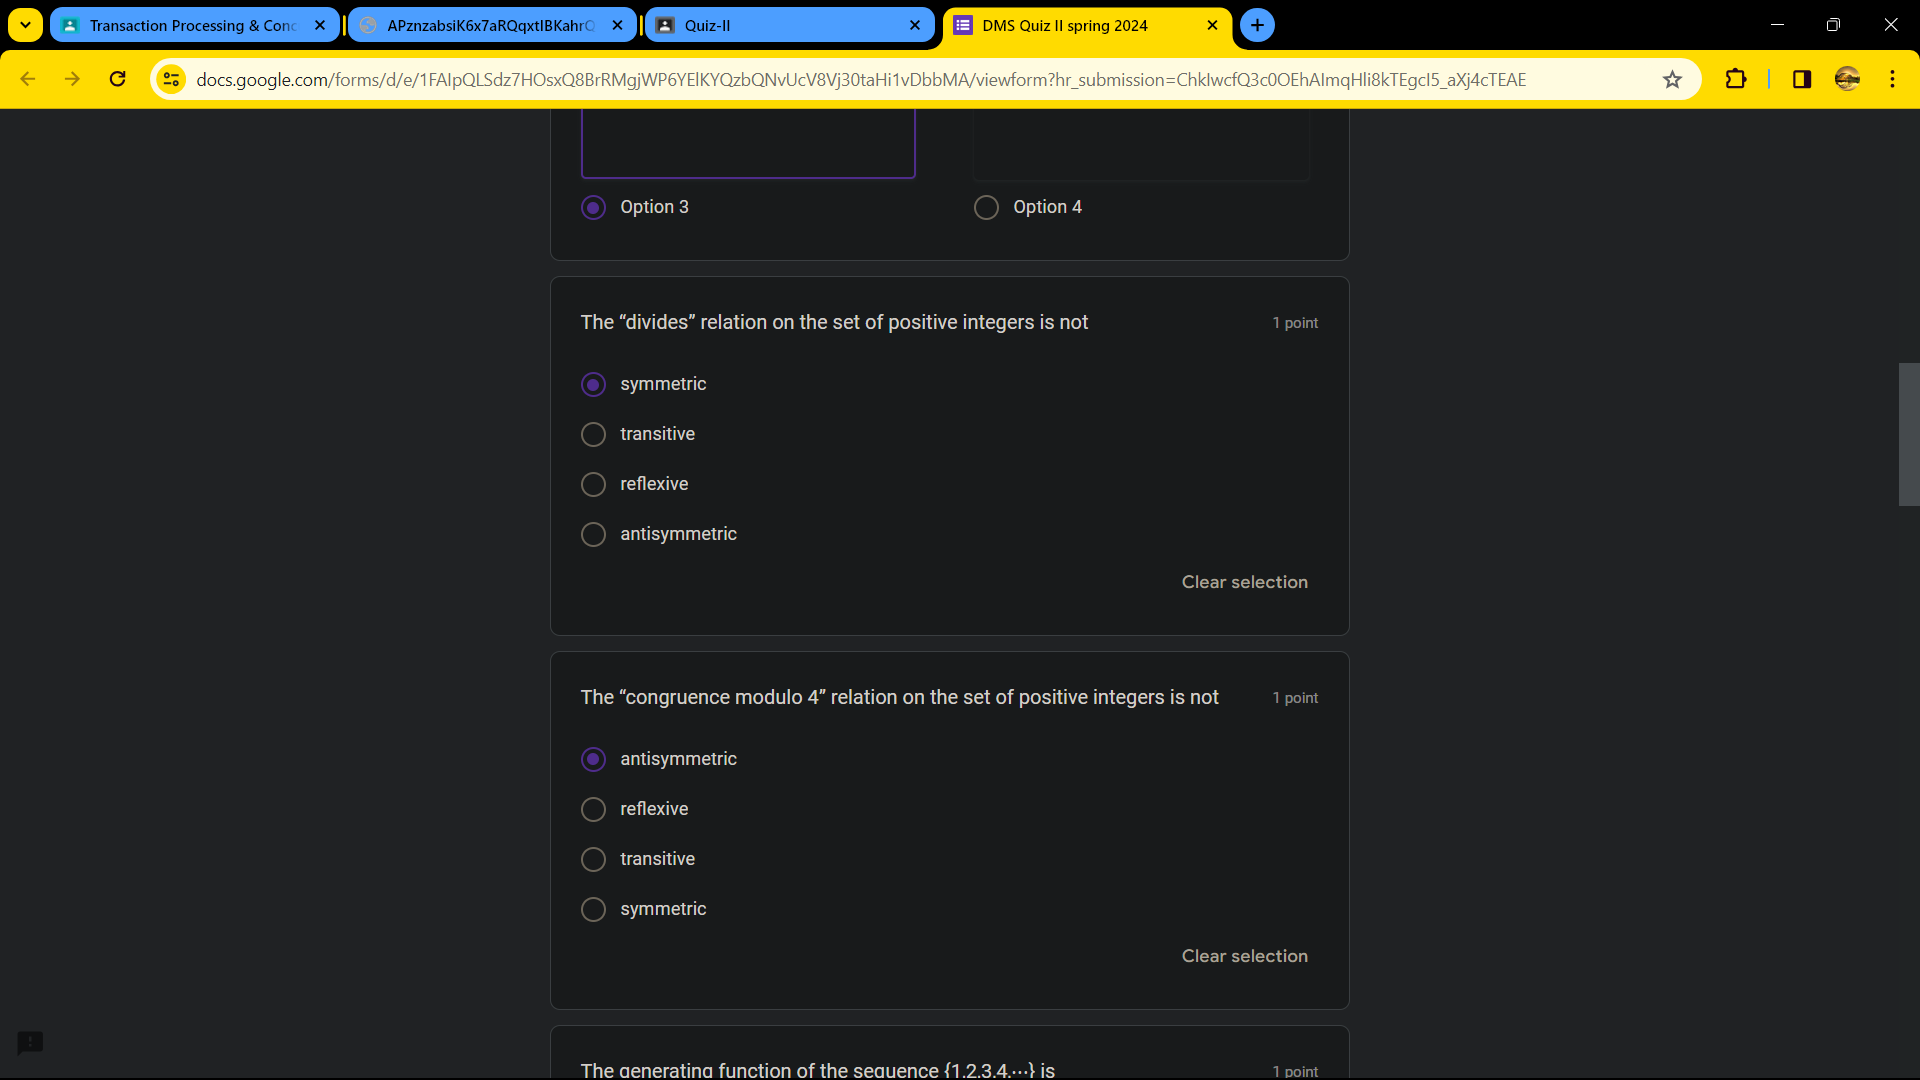 Transaction Processing & Conc
APznzabsiK6x7aRQqxtIBKahrQ
Quiz-II
DMS Quiz II spring 2024
docs.google.com/forms/d/e/1FAIpQLSdz7HOsxQ8BrRMgjWP6YElKYQzbQNvUcV8Vj30taHi1vDbbMA/viewform?hr_submission=ChkIwcfQ3c0OEhAImqHli8kTEgcI5_aXj4cTEAE
Option 3
Option 4
The “divides” relation on the set of positive integers is not
1 point
symmetric
transitive
reflexive
antisymmetric
Clear selection
The “congruence modulo 4” relation on the set of positive integers is not
1 point
antisymmetric
reflexive
transitive
symmetric
Clear selection
The generating function of the sequence {1,2,3,4,⋯} is
1 point